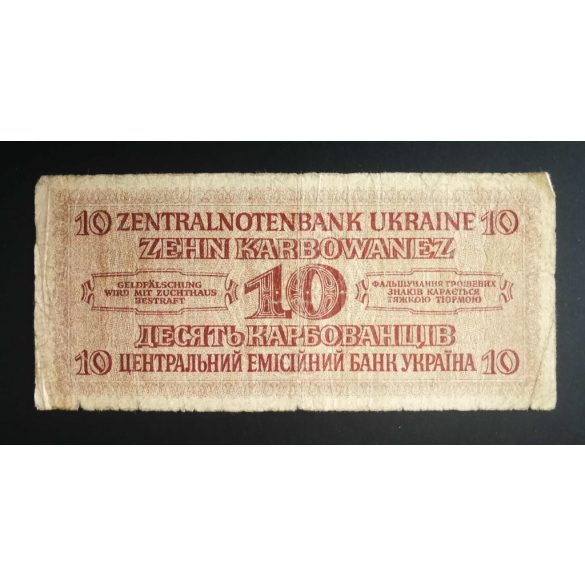 10 ZENTRALNOTENBANK UKRAINE 10
ZEHN KARBOWANEZ
GELDFÄLSCHUNG
WIRD MIT ZUCHTHAUS
BESTRAFT
10
ФАЛЬШУВАННЯ ГРОШЕВИХ
ЗНАКІВ КАРАЄТЬСЯ
ТЯЖКОЮ ТЮРМОЮ
ДЕСЯТЬ КАРБОВАНЦІВ
10 ЦЕНТРАЛЬНИЙ ЕМІСІЙНИЙ БАНК УКРАЇНА 10